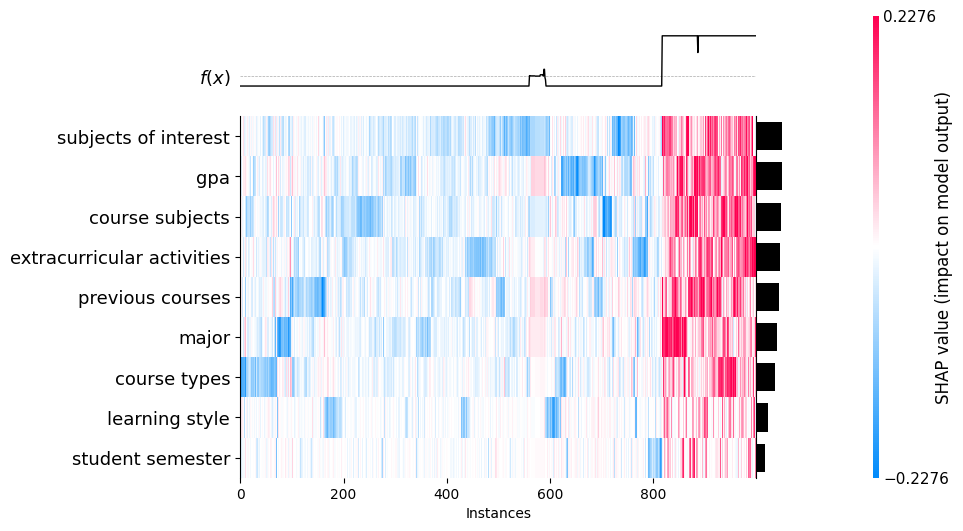 0.2276
f(x)
subjects of interest
gpa
course subjects
extracurricular activities
previous courses
major
course types
learning style
student semester
0 200 400 600 800
Instances
SHAP value (impact on model output)
−0.2276